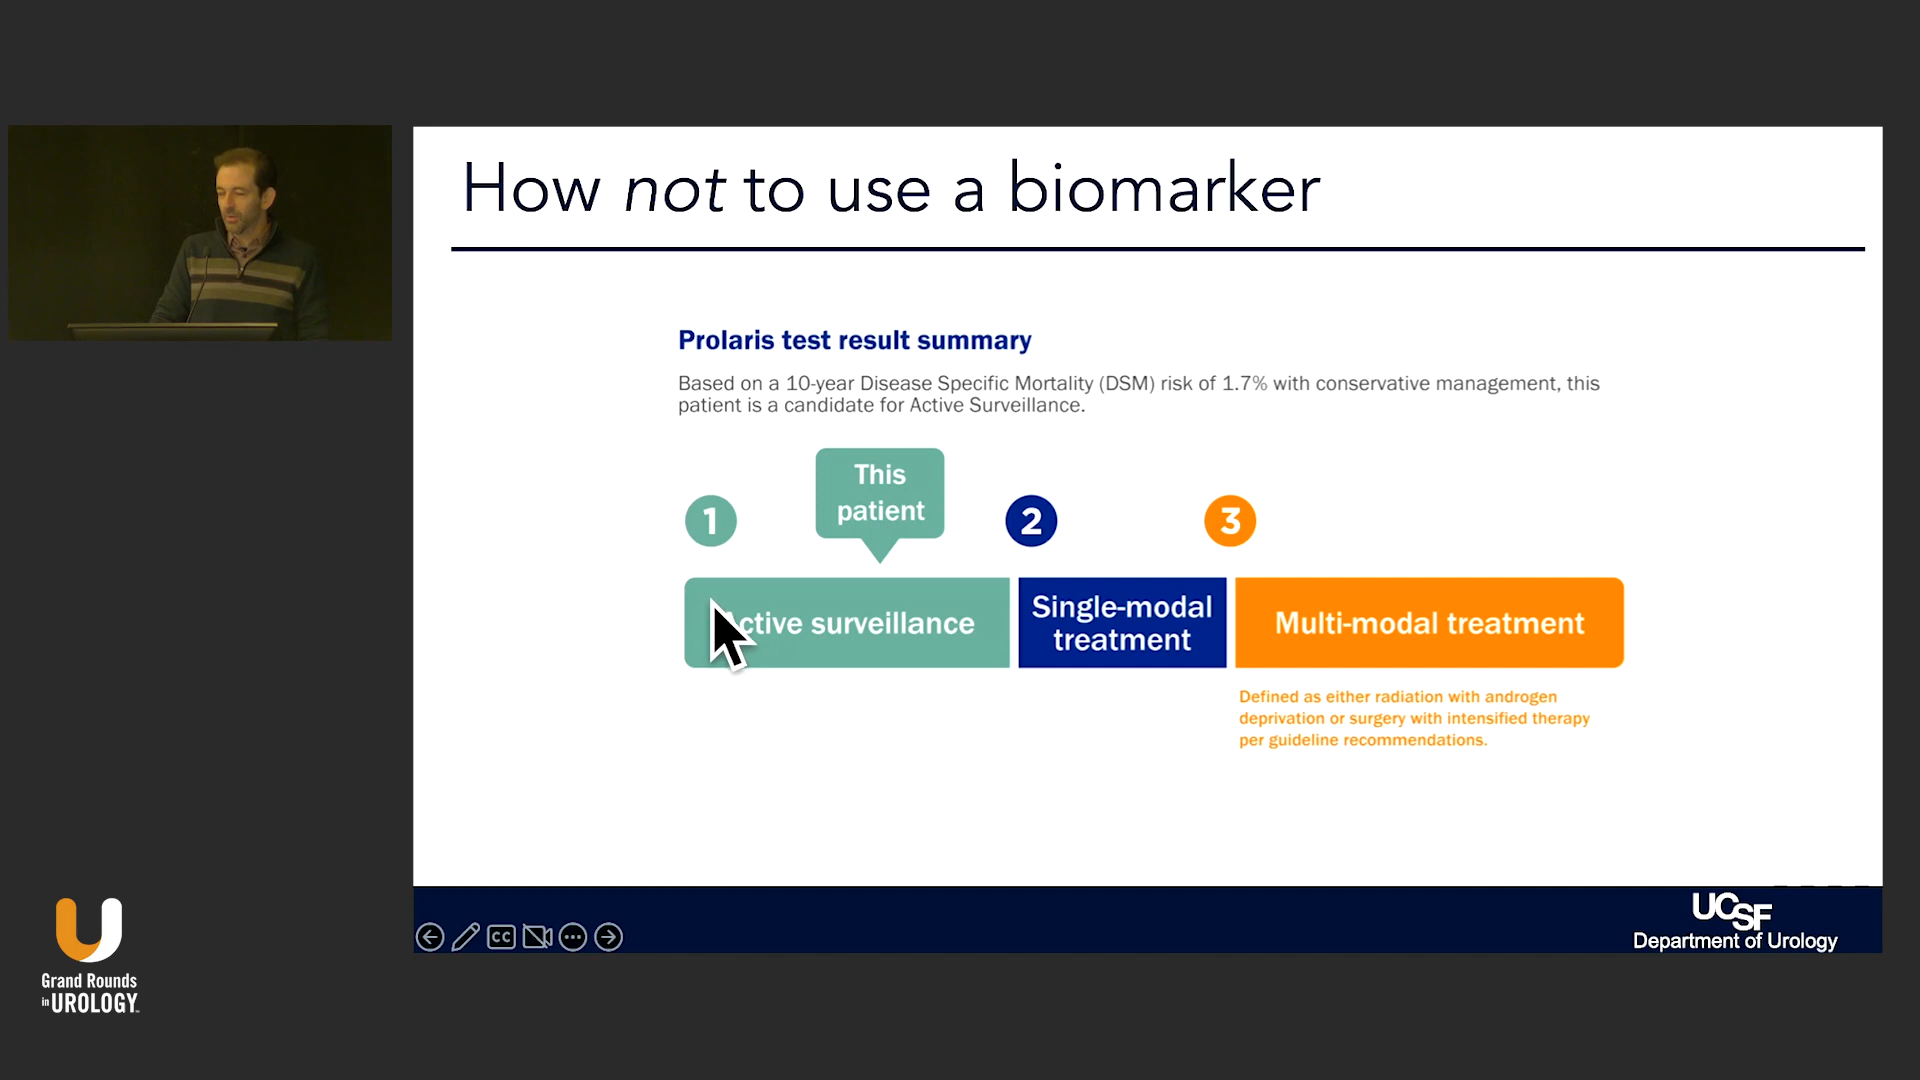 How not to use a biomarker
Prolaris test result summary
Based on a 10-year Disease Specific Mortality (DSM) risk of 1.7% with conservative management, this
patient is a candidate for Active Surveillance.
This
patient
1
2
3
Active surveillance
Single-modal
treatment
Multi-modal treatment
Defined as either radiation with androgen
deprivation or surgery with intensified therapy
per guideline recommendations.
CC
UCSF
Department of Urology
U
Grand Rounds
in UROLOGY